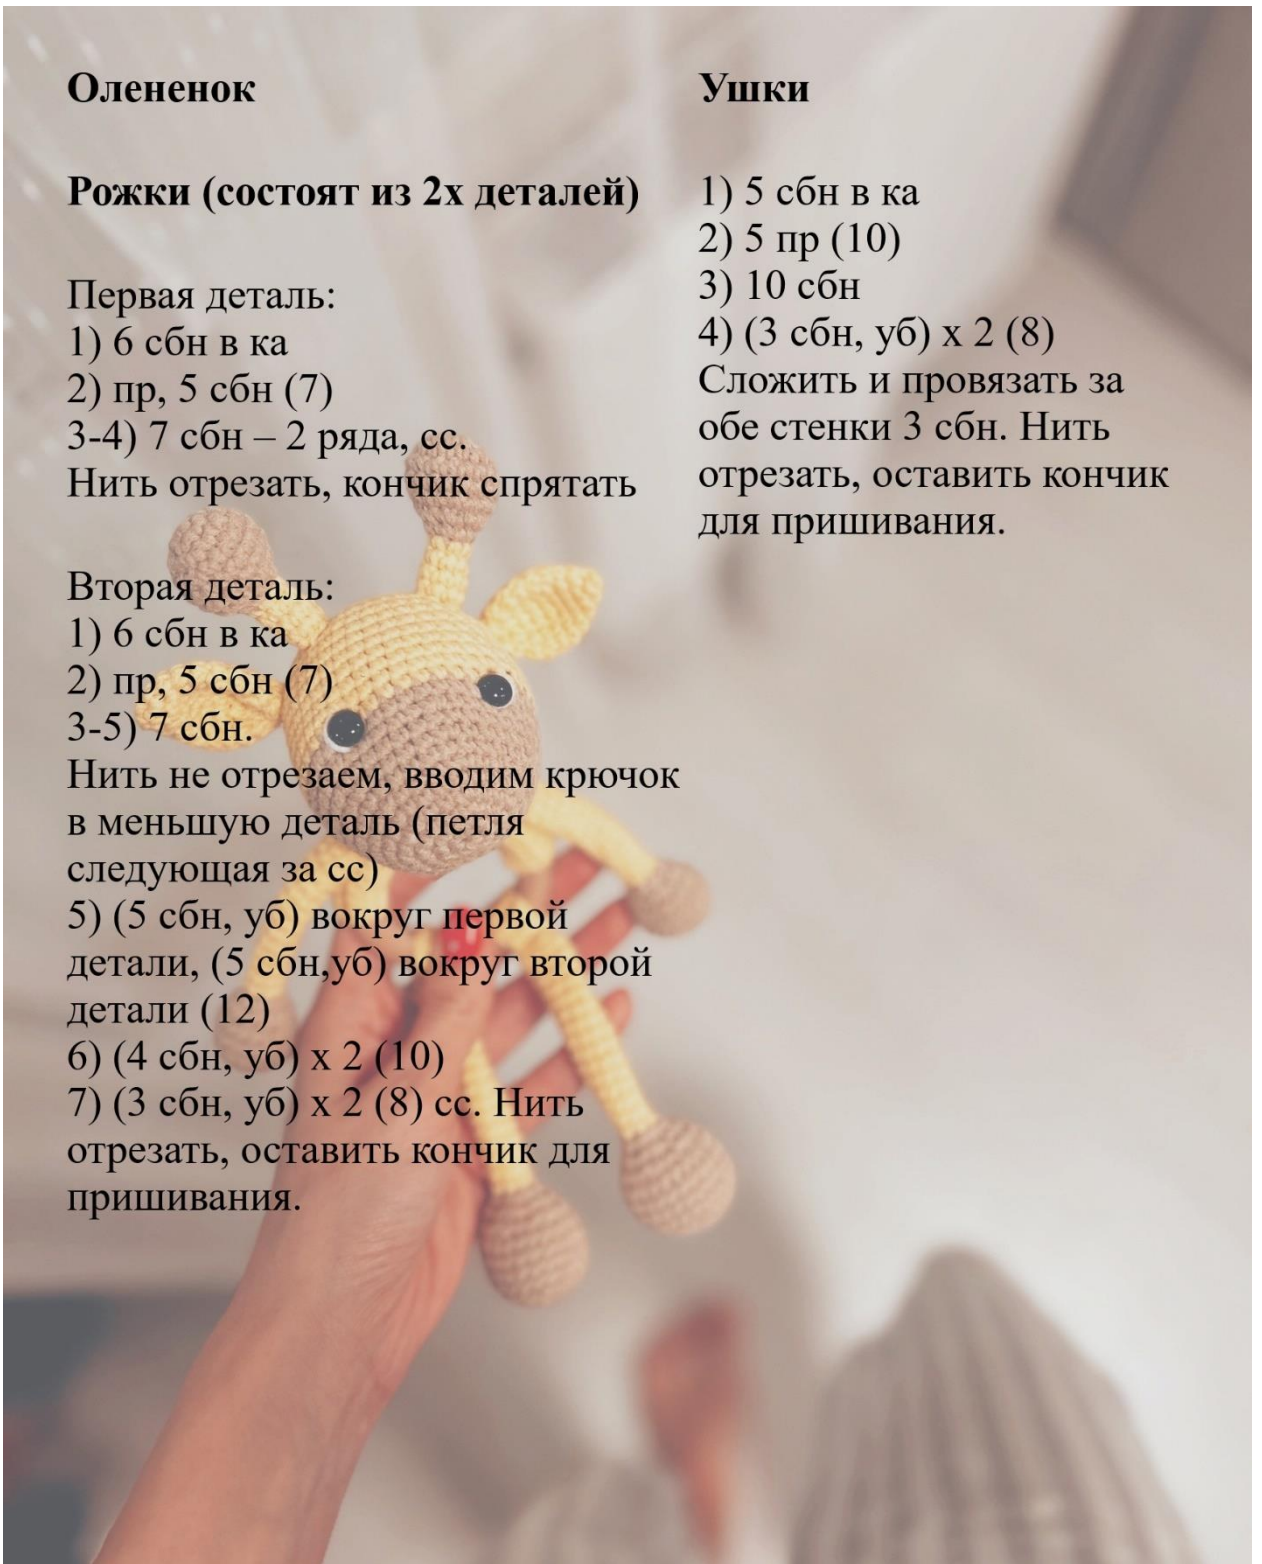 Олененок
Рожки (состоят из 2х деталей)
Первая деталь:
1) 6 сбн в ка
2) пр, 5 сбн (7)
3-4) 7 сбн – 2 ряда, сс.
Нить отрезать, кончик спрятать
Вторая деталь:
1) 6 сбн в ка
2) пр, 5 сбн (7)
3-5) 7 сбн.
Нить не отрезаем, вводим крючок
в меньшую деталь (петля
следующая за сс)
5) (5 сбн, уб) вокруг первой
детали, (5 сбн,уб) вокруг второй
детали (12)
6) (4 сбн, уб) х 2 (10)
7) (3 сбн, уб) х 2 (8) сс. Нить
отрезать, оставить кончик для
пришивания.
Ушки
1) 5 сбн в ка
2) 5 пр (10)
3) 10 сбн
4) (3 сбн, уб) х 2 (8)
Сложить и провязать за
обе стенки 3 сбн. Нить
отрезать, оставить кончик
для пришивания.